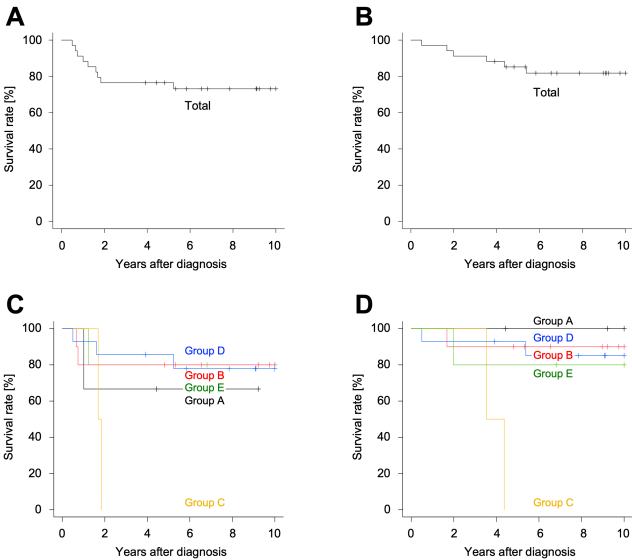 A
B
Survival rate [%]
100
80
60
40
20
0
Total
0 2 4 6 8 10
Years after diagnosis
Survival rate [%]
100
80
60
40
20
0
Total
0 2 4 6 8 10
Years after diagnosis
C
D
Survival rate [%]
100
80
60
40
20
0
Group D
Group B
Group E
Group A
Group C
0 2 4 6 8 10
Years after diagnosis
Survival rate [%]
100
80
60
40
20
0
Group A
Group D
Group B
Group E
Group C
0 2 4 6 8 10
Years after diagnosis